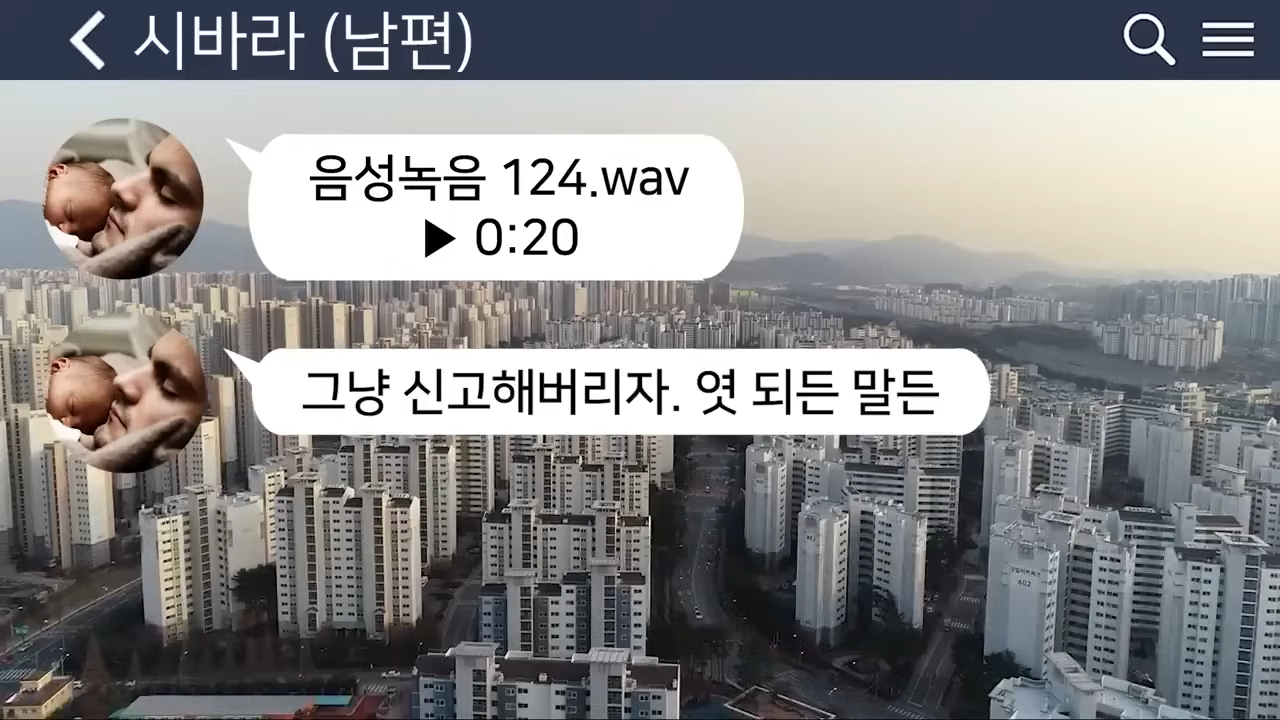 시바라 (남편)
음성녹음 124.wav
▶ 0:20
그냥 신고해버리자. 엿 되든 말든
402